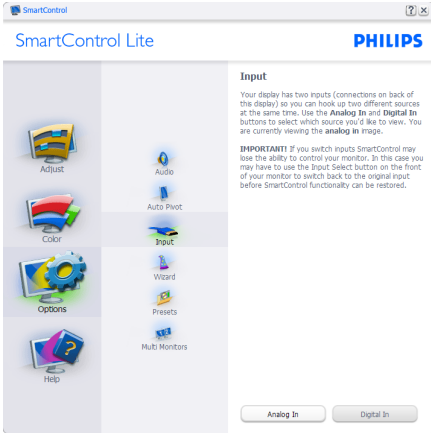 SmartControl
SmartControl Lite
PHILIPS
Adjust
Color
Options
Help
Audio
Auto Pivot
Input
Wizard
Presets
Multi Monitors
Input
Your display has two inputs (connections on back of
this display) so you can hook up two different sources
at the same time. Use the Analog In and Digital In
buttons to select which source you'd like to view. You
are currently viewing the analog in image.
IMPORTANT! If you switch inputs SmartControl may
lose the ability to control your monitor. In this case you
may have to use the Input Select button on the front
of your monitor to switch back to the original input
before SmartControl functionality can be restored.
Analog In
Digital In